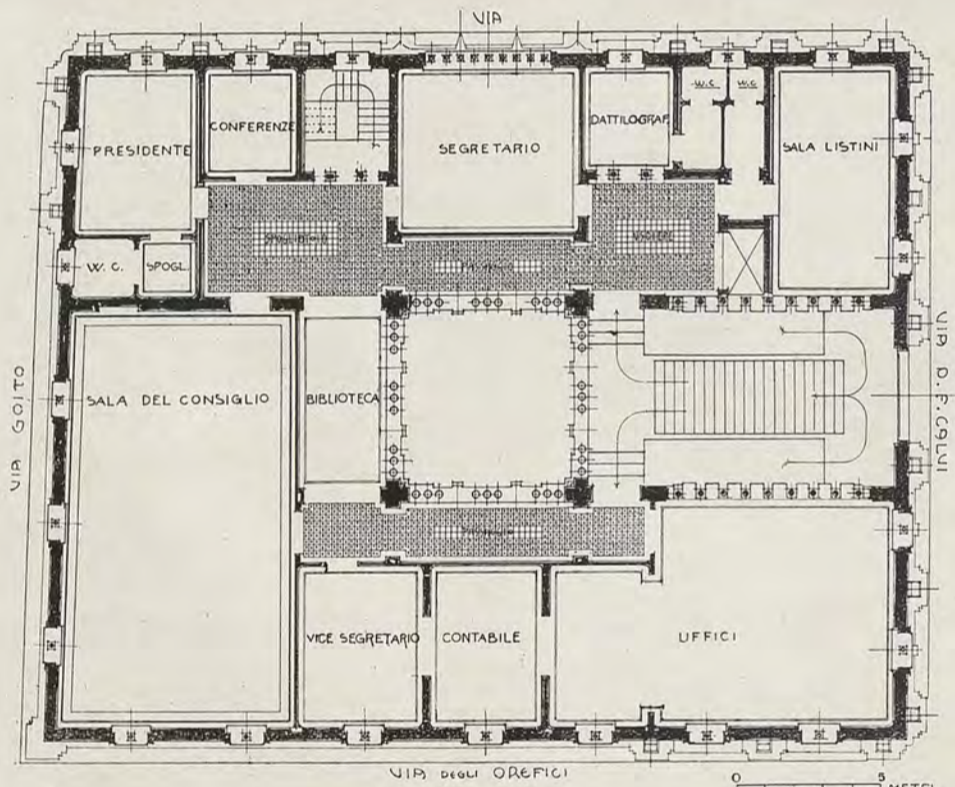 VIA
W.C.
W.C.
CONFERENZE
DATTILOGRAF.
PRESIDENTE
SEGRETARIO
SALA LISTINI
W. C.
SPOGL.
VIA GOITO
SALA DEL CONSIGLIO
BIBLIOTECA
VIA D. P. CALVI
VICE SEGRETARIO
CONTABILE
UFFICI
VIA DEGLI OREFICI
0 5
METRI